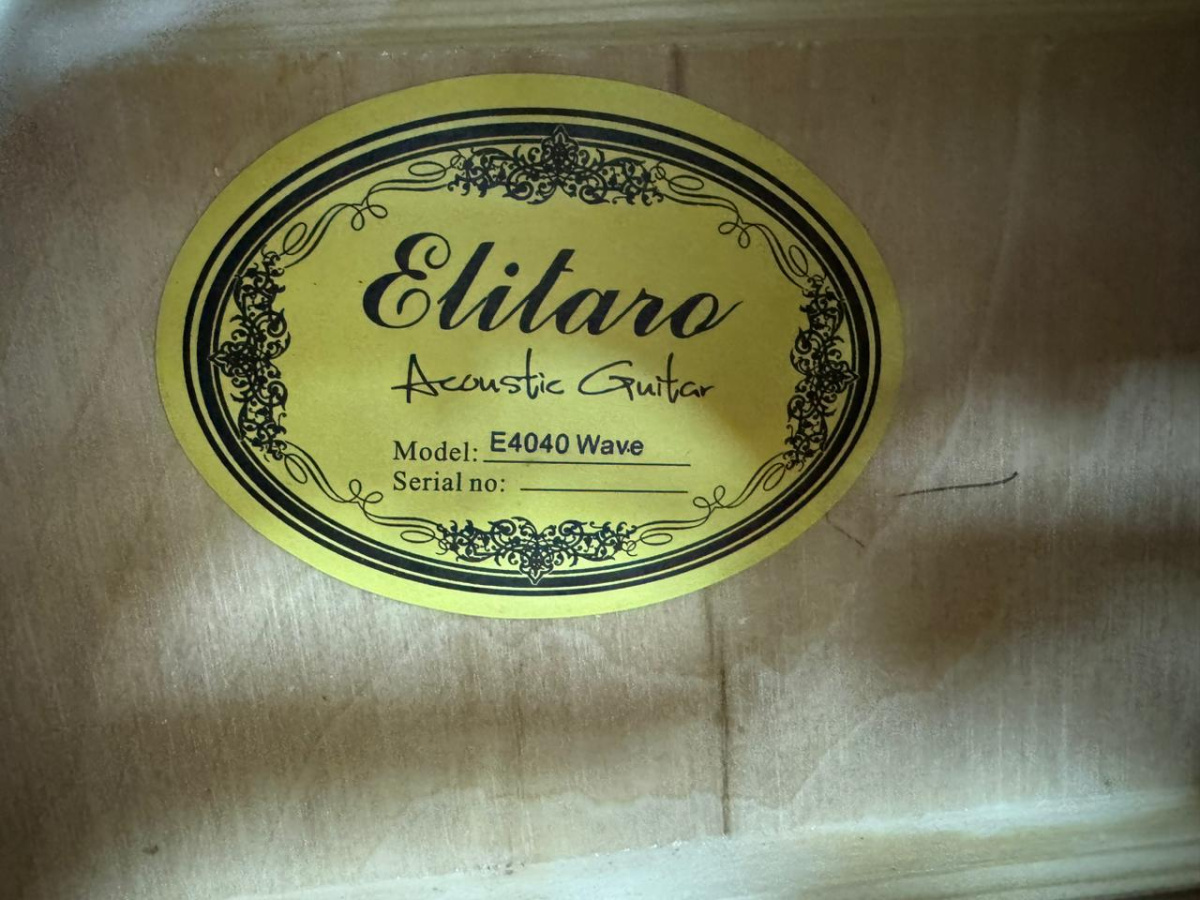 Elitaro
Acoustic Guitar
Model: E4040 Wave
Serial no: